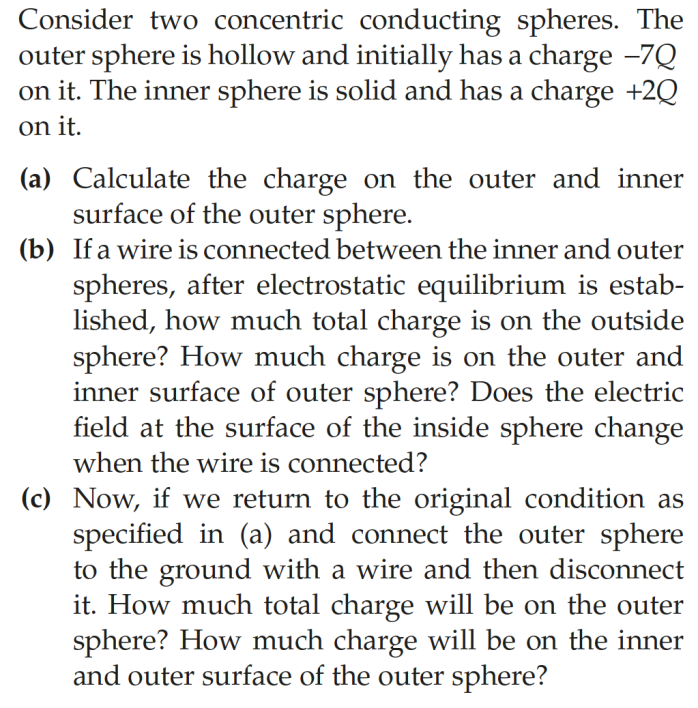 Consider two concentric conducting spheres. The
outer sphere is hollow and initially has a charge –7Q
on it. The inner sphere is solid and has a charge +2Q
on it.
(a) Calculate the charge on the outer and inner
surface of the outer sphere.
(b) If a wire is connected between the inner and outer
spheres, after electrostatic equilibrium is estab-
lished, how much total charge is on the outside
sphere? How much charge is on the outer and
inner surface of outer sphere? Does the electric
field at the surface of the inside sphere change
when the wire is connected?
(c) Now, if we return to the original condition as
specified in (a) and connect the outer sphere
to the ground with a wire and then disconnect
it. How much total charge will be on the outer
sphere? How much charge will be on the inner
and outer surface of the outer sphere?